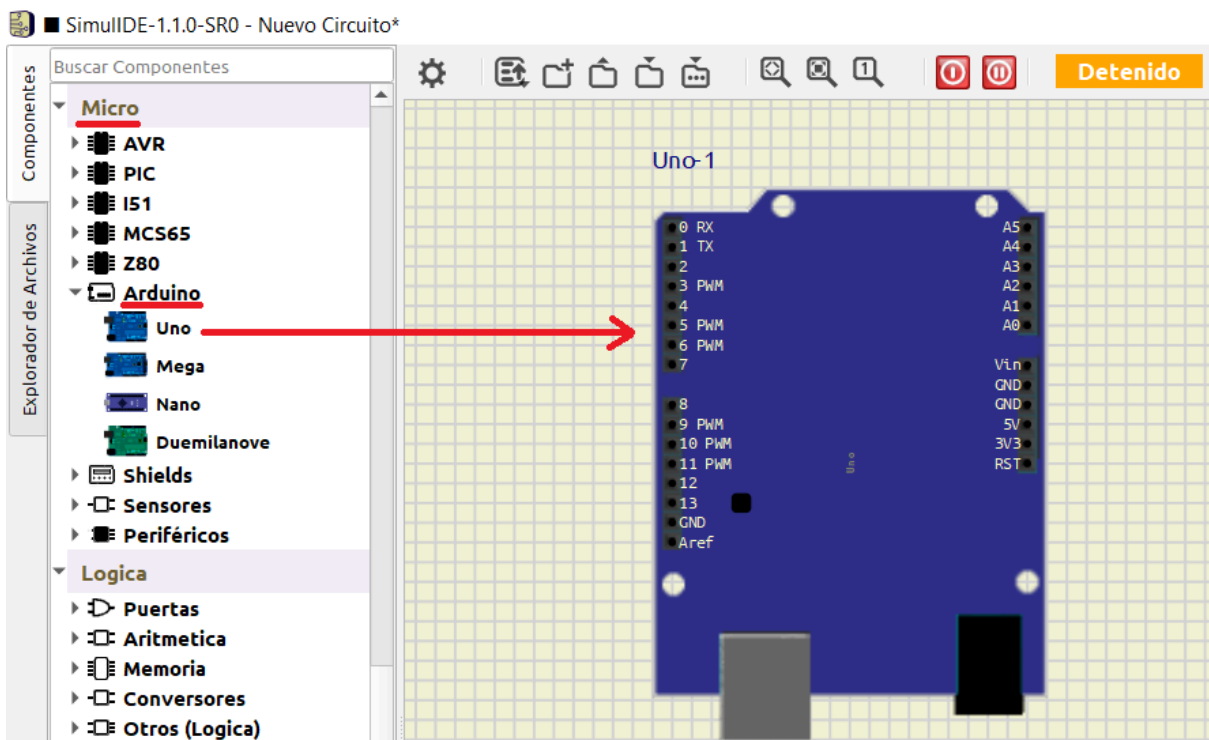 SimulIDE-1.1.0-SR0 - Nuevo Circuito*
Componentes
Explorador de Archivos
Buscar Componentes
Micro
AVR
PIC
I51
MCS65
Z80
Arduino
Uno
Mega
Nano
Duemilanove
Shields
Sensores
Periféricos
Logica
Puertas
Aritmetica
Memoria
Conversores
Otros (Logica)
1
Detenido
Uno-1
0 RX
1 TX
2
3 PWM
4
5 PWM
6 PWM
7
8
9 PWM
10 PWM
11 PWM
12
13
GND
Aref
Uno
A5
A4
A3
A2
A1
A0
Vin
GND
GND
5V
3V3
RST